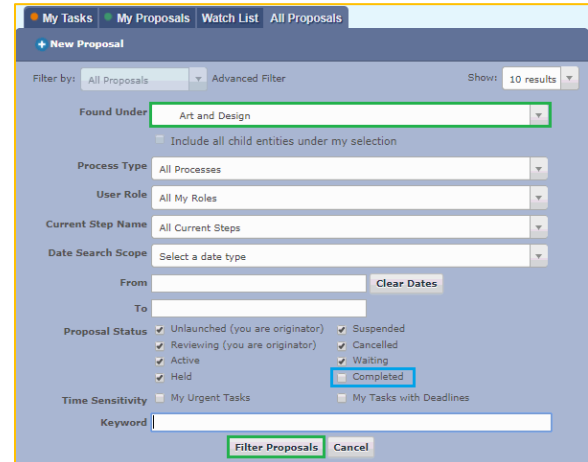 My Tasks My Proposals Watch List All Proposals
New Proposal
Filter by: All Proposals Advanced Filter Show: 10 results
Found Under Art and Design
Include all child entities under my selection
Process Type All Processes
User Role All My Roles
Current Step Name All Current Steps
Date Search Scope Select a date type
From Clear Dates
To
Proposal Status Unlaunched (you are originator) Suspended
Reviewing (you are originator) Cancelled
Active Waiting
Held Completed
Time Sensitivity My Urgent Tasks My Tasks with Deadlines
Keyword
Filter Proposals Cancel